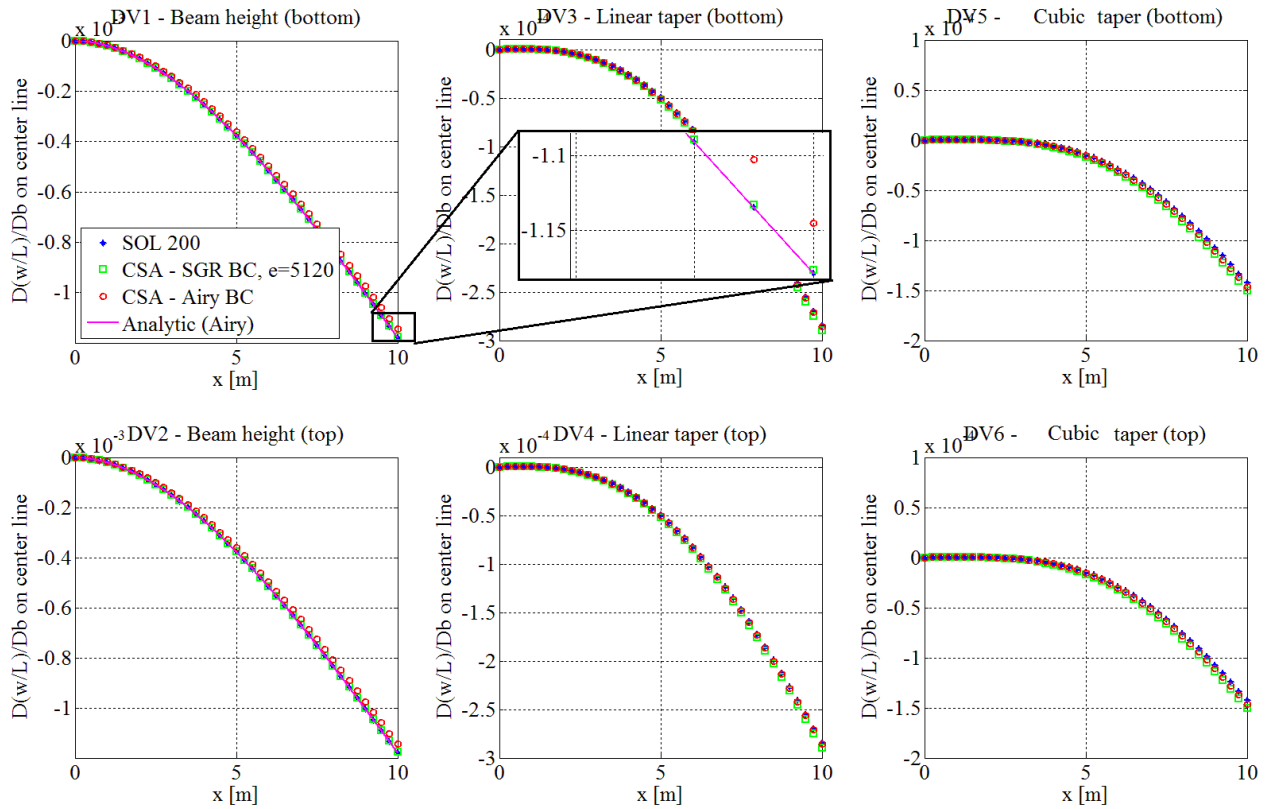 x 10
DV1 - Beam height (bottom)
0
-0.2
-0.4
-0.6
-0.8
-1
D(w/L)/Db on center line
SOL 200
CSA - SGR BC, e=5120
CSA - Airy BC
Analytic (Airy)
0
5
10
x [m]
x 10
DV3 - Linear taper (bottom)
0
-0.5
-1
-1.5
-2
-2.5
-3
D(w/L)/Db on center line
-1.1
-1.15
0
5
10
x [m]
x 10
DV5 - Cubic taper (bottom)
1
0.5
0
-0.5
-1
-1.5
-2
D(w/L)/Db on center line
0
5
10
x [m]
x 10-3
DV2 - Beam height (top)
0
-0.2
-0.4
-0.6
-0.8
-1
D(w/L)/Db on center line
0
5
10
x [m]
x 10-4
DV4 - Linear taper (top)
0
-0.5
-1
-1.5
-2
-2.5
-3
D(w/L)/Db on center line
0
5
10
x [m]
x 10
DV6 - Cubic taper (top)
1
0.5
0
-0.5
-1
-1.5
-2
D(w/L)/Db on center line
0
5
10
x [m]